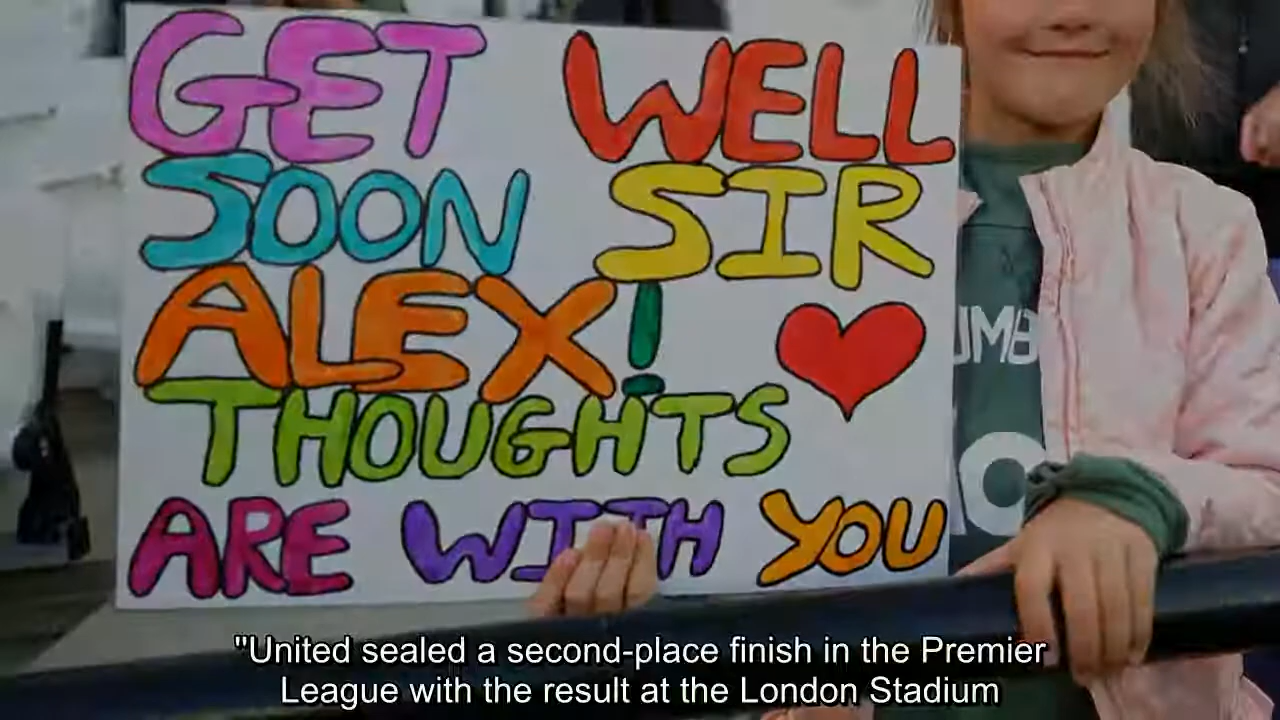 GET WELL
SOON SIR
ALEX!
THOUGHTS
ARE WITH YOU
UMB
"United sealed a second-place finish in the Premier
League with the result at the London Stadium